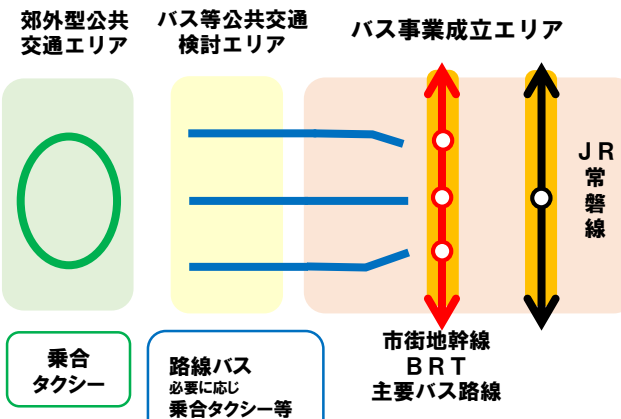 郊外型公共
交通エリア
バス等公共交通
検討エリア
バス事業成立エリア
ＪＲ
常
磐
線
乗合
タクシー
路線バス
必要に応じ
乗合タクシー等
市街地幹線
ＢＲＴ
主要バス路線